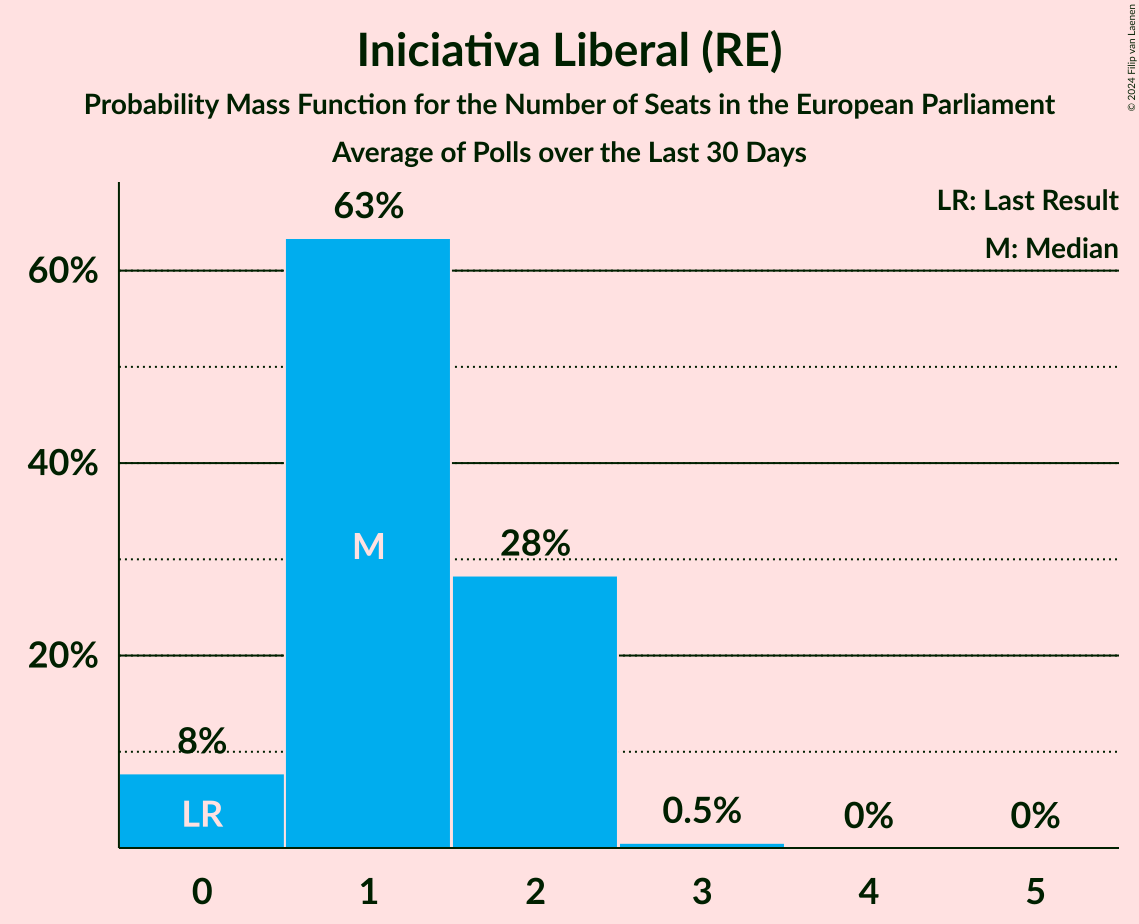 Iniciativa Liberal (RE)
Probability Mass Function for the Number of Seats in the European Parliament
Average of Polls over the Last 30 Days
© 2024 Filip van Laenen
LR: Last Result
M: Median
63%
60%
40%
28%
M
20%
8%
LR
0.5%
0%
0%
0 1 2 3 4 5